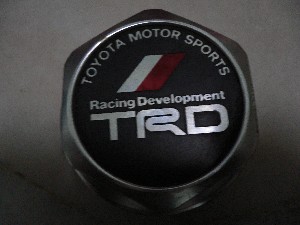 TOYOTA MOTOR SPORTS
Racing Development
TRD